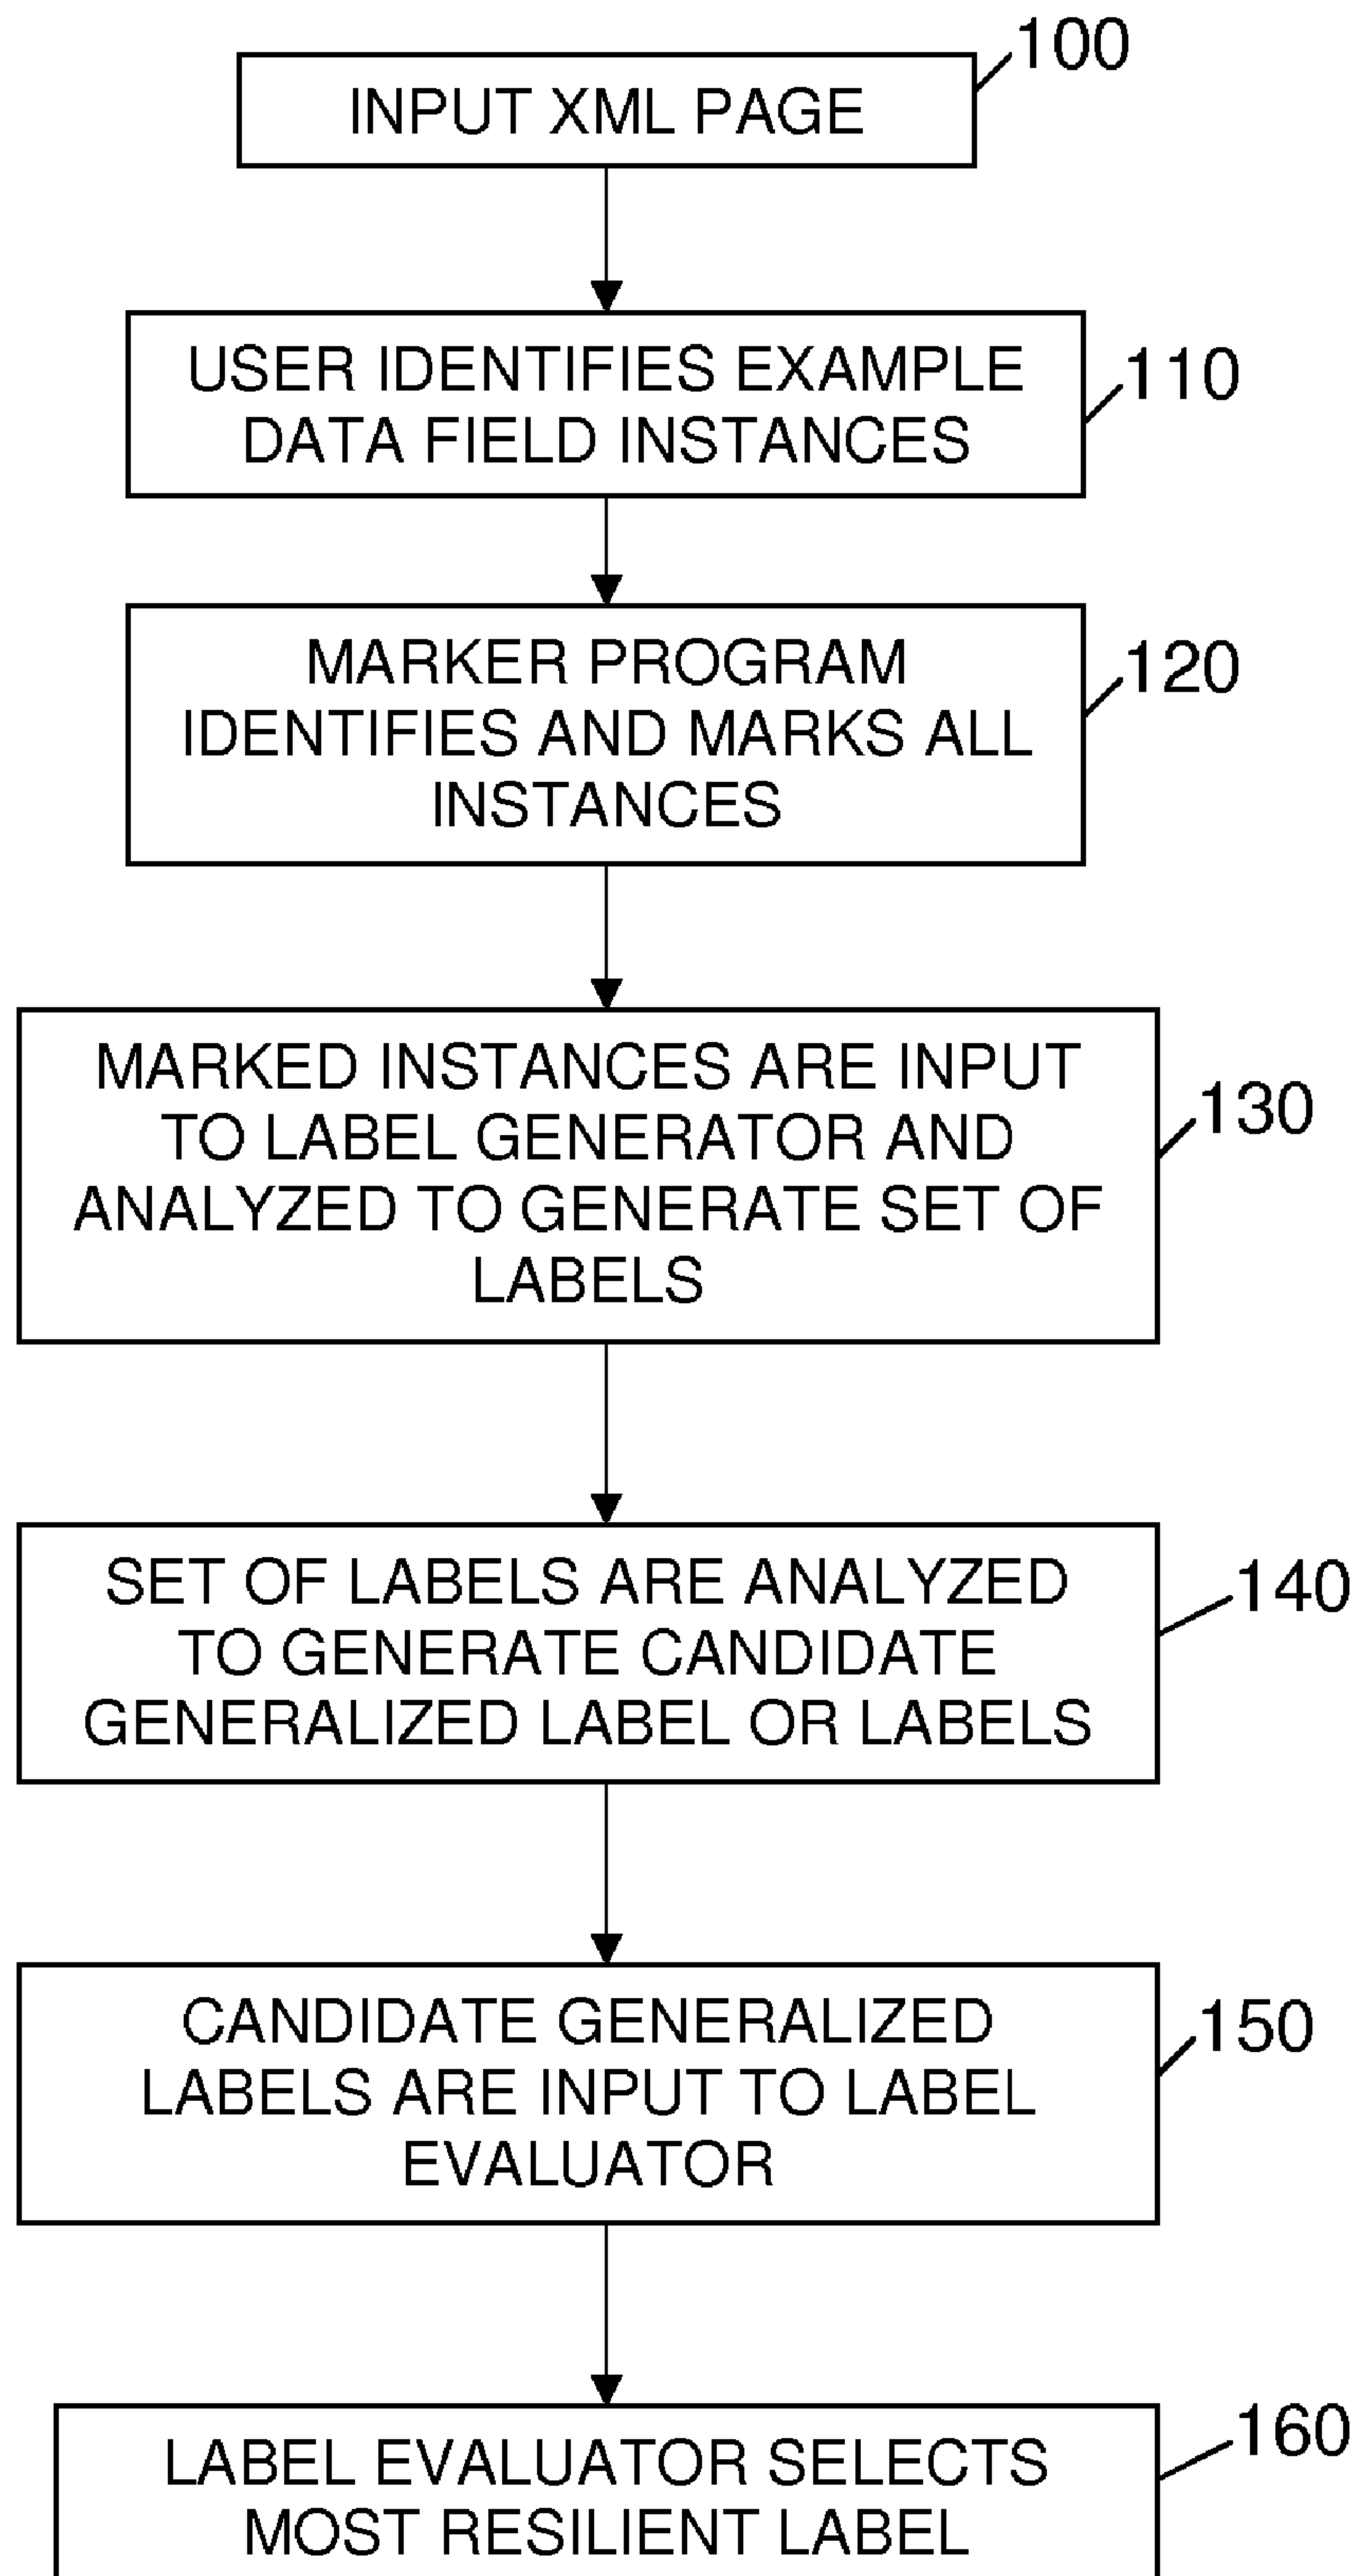 100
INPUT XML PAGE
USER IDENTIFIES EXAMPLE
DATA FIELD INSTANCES
110
MARKER PROGRAM
IDENTIFIES AND MARKS ALL
INSTANCES
120
MARKED INSTANCES ARE INPUT
TO LABEL GENERATOR AND
ANALYZED TO GENERATE SET OF
LABELS
130
SET OF LABELS ARE ANALYZED
TO GENERATE CANDIDATE
GENERALIZED LABEL OR LABELS
140
CANDIDATE GENERALIZED
LABELS ARE INPUT TO LABEL
EVALUATOR
150
LABEL EVALUATOR SELECTS
MOST RESILIENT LABEL
160